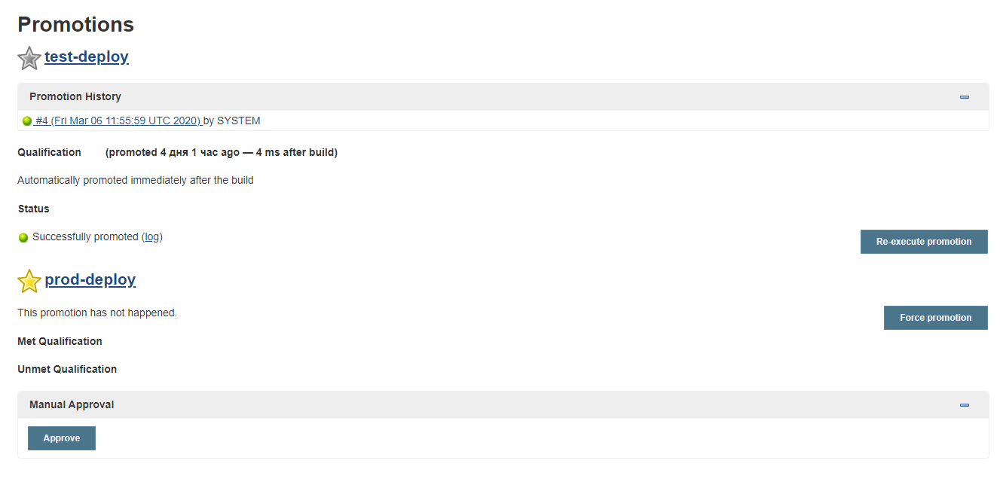 Promotions
test-deploy
Promotion History
#4 (Fri Mar 06 11:55:59 UTC 2020) by SYSTEM
Qualification (promoted 4 дня 1 час ago — 4 ms after build)
Automatically promoted immediately after the build
Status
Successfully promoted (log)
Re-execute promotion
prod-deploy
This promotion has not happened.
Force promotion
Met Qualification
Unmet Qualification
Manual Approval
Approve